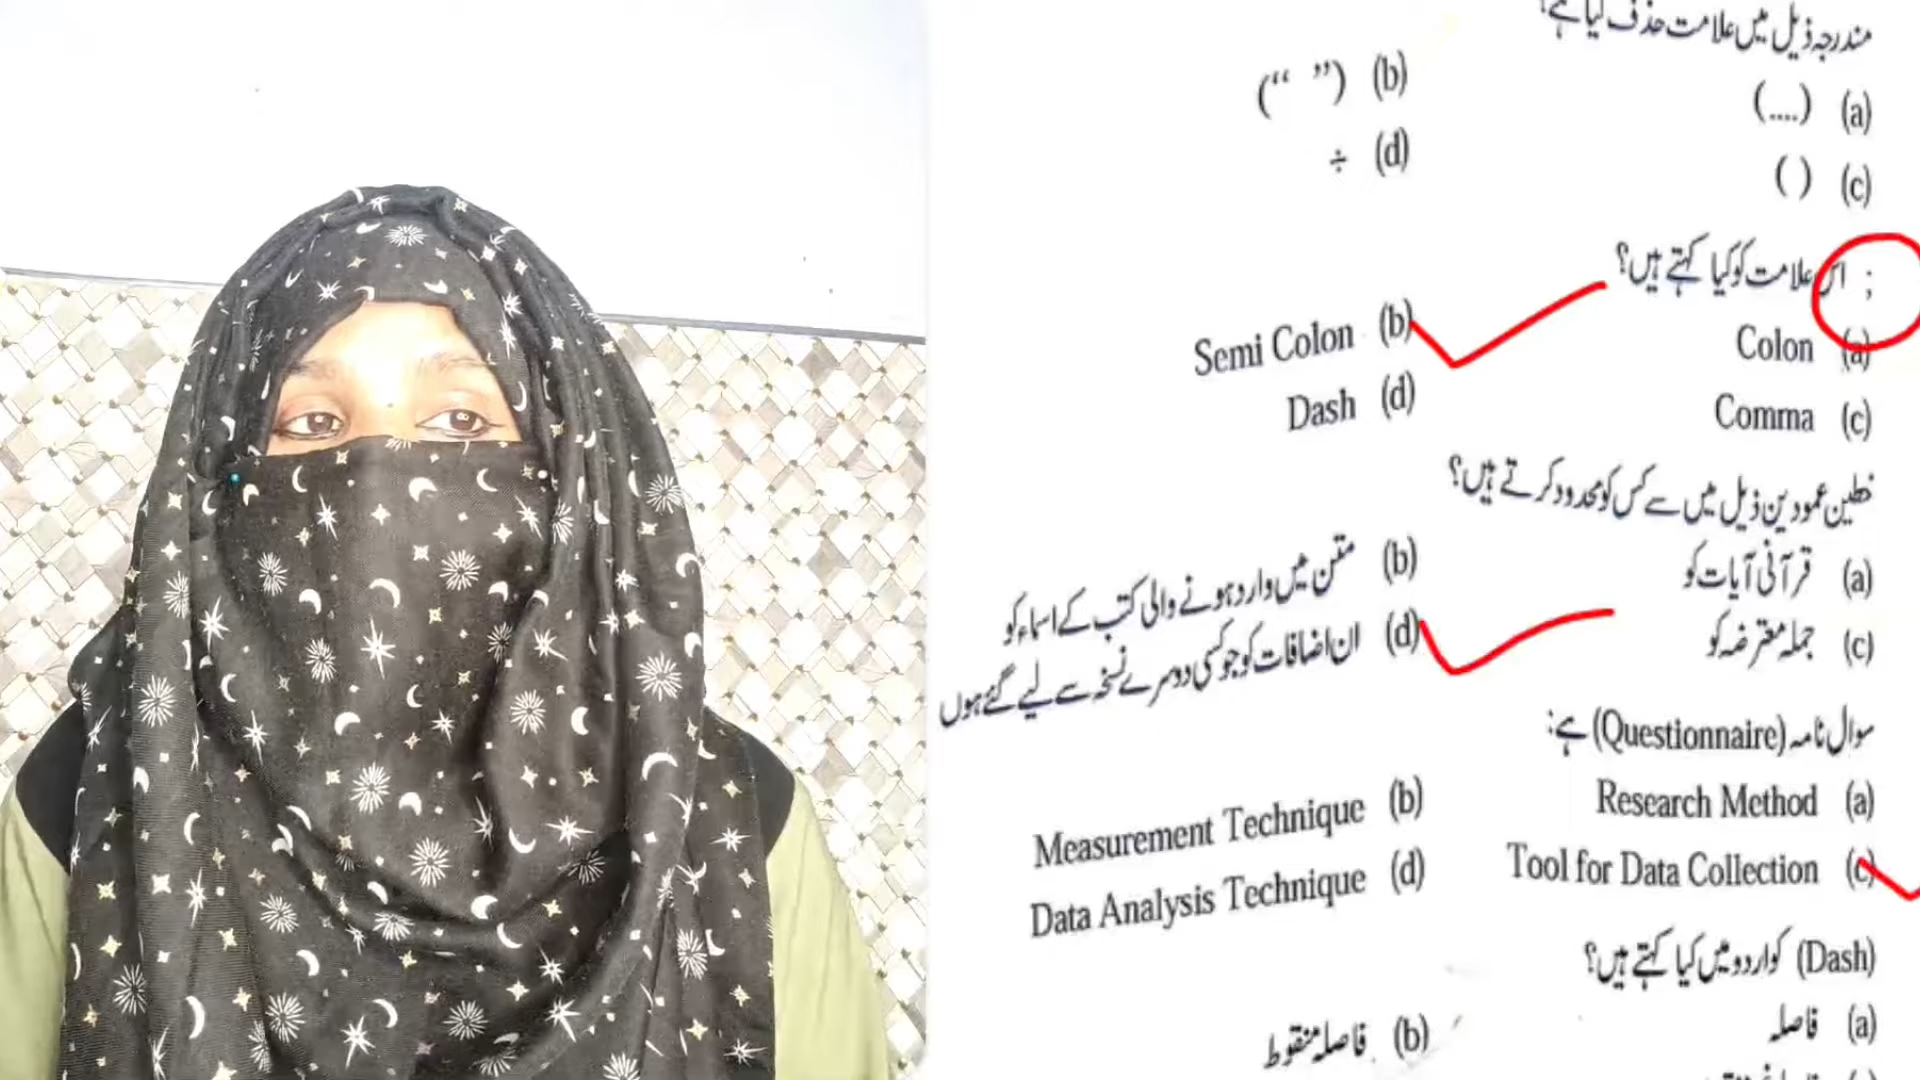 مندرجہ ذیل میں علامت حذف کیا ہے؟
(a) (....) (b) (“ ”)
(c) ( ) (d) ÷
; اس علامت کو کیا کہتے ہیں؟
(a) Colon (b) Semi Colon
(c) Comma (d) Dash
خطین عمودین ذیل میں سے کس کو محدود کرتے ہیں؟
(a) قرآنی آیات کو (b) متن میں وارد ہونے والی کتب کے اسماء کو
(c) جملہ معترضہ کو (d) ان اضافات کو جو کسی دوسرے نسخہ سے لیے گئے ہوں
سوال نامہ (Questionnaire) ہے:
(a) Research Method (b) Measurement Technique
(c) Tool for Data Collection (d) Data Analysis Technique
(Dash) کو اردو میں کیا کہتے ہیں؟
(a) فاصلہ (b) فاصلہ منقوط